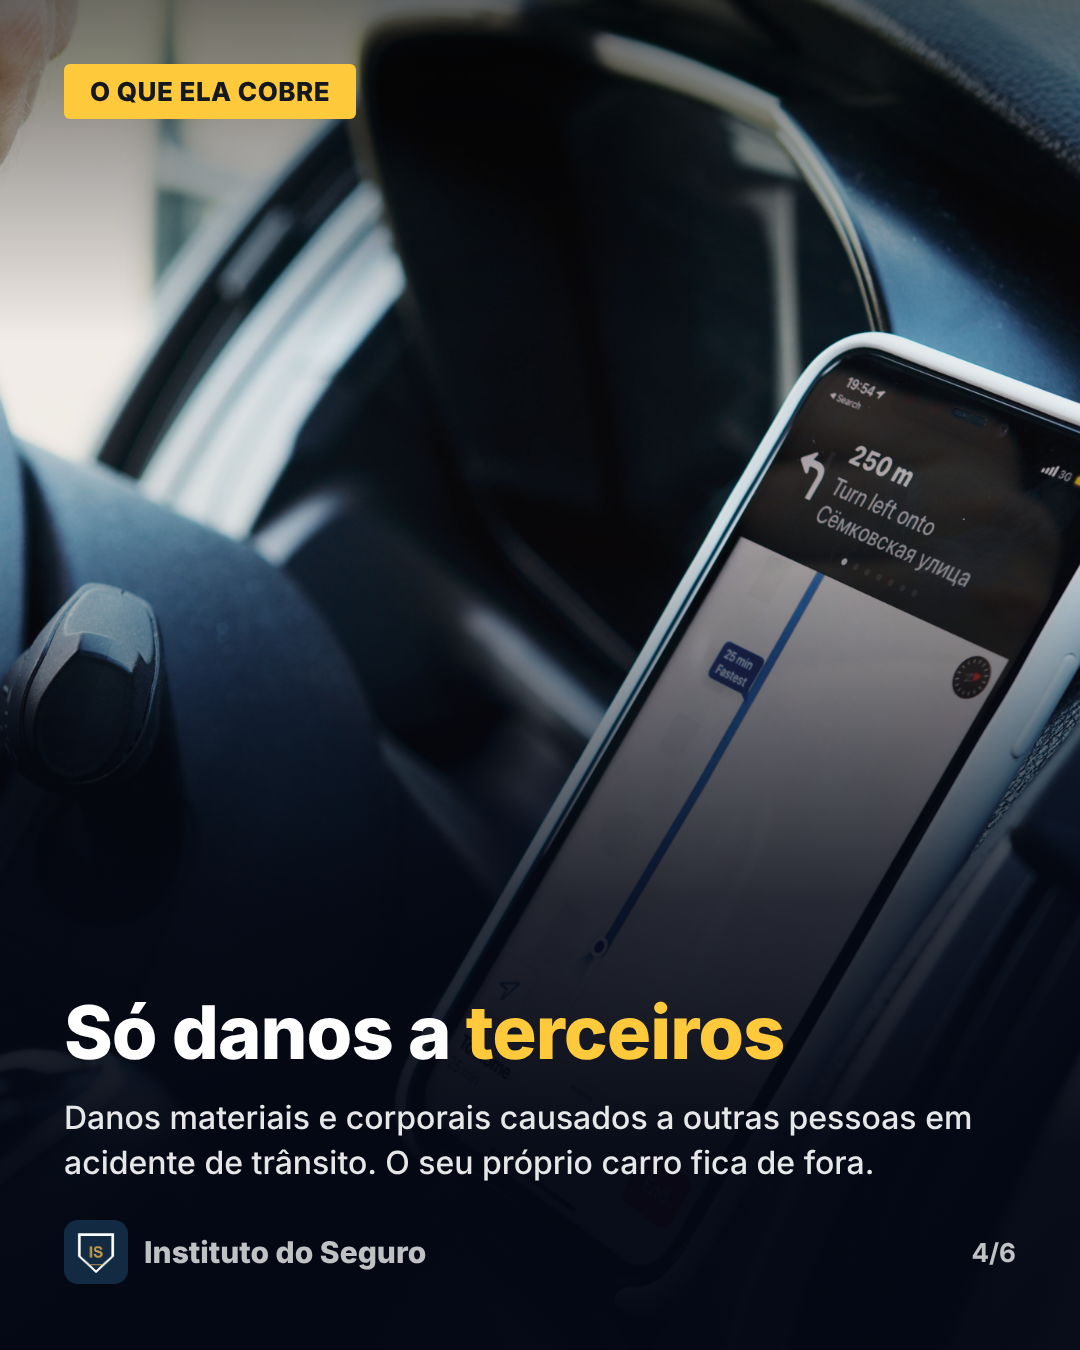 O QUE ELA COBRE
19:54
Search
3G
250 m
Turn left onto
Сёмковская улица
25 min
Fastest
Só danos a terceiros
Danos materiais e corporais causados a outras pessoas em
acidente de trânsito. O seu próprio carro fica de fora.
IS
Instituto do Seguro
4/6